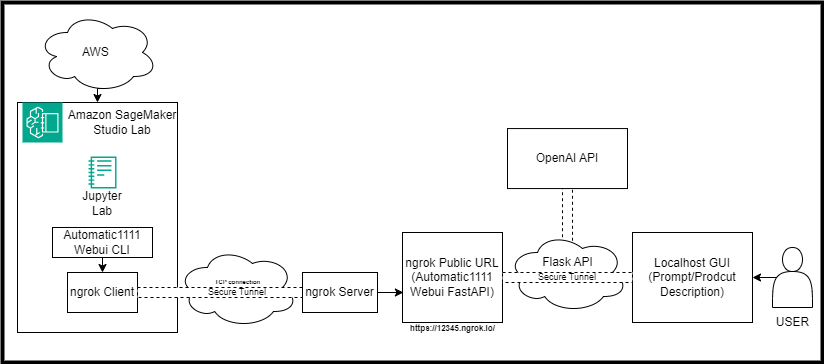 AWS
Amazon SageMaker
Studio Lab
Jupyter
Lab
Automatic1111
Webui CLI
ngrok Client
TCP connection
Secure Tunnel
ngrok Server
ngrok Public URL
(Automatic1111
Webui FastAPI)
https://12345.ngrok.io/
OpenAI API
Flask API
Secure Tunnel
Localhost GUI
(Prompt/Prodcut
Description)
USER